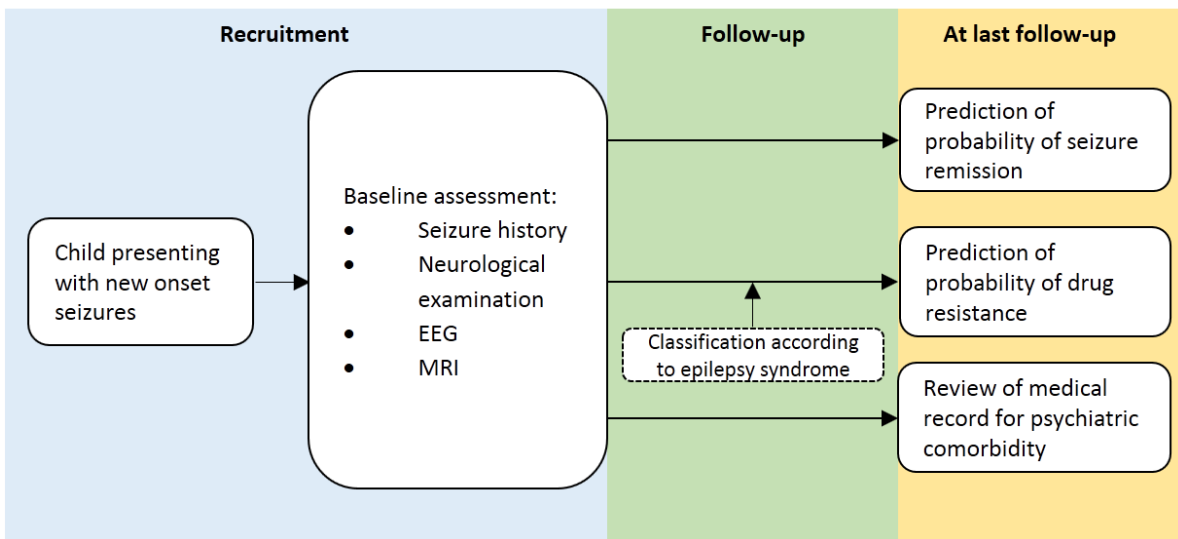 Recruitment
Follow-up
At last follow-up
Child presenting
with new onset
seizures
Baseline assessment:
• Seizure history
• Neurological
examination
• EEG
• MRI
Classification according
to epilepsy syndrome
Prediction of
probability of seizure
remission
Prediction of
probability of drug
resistance
Review of medical
record for psychiatric
comorbidity